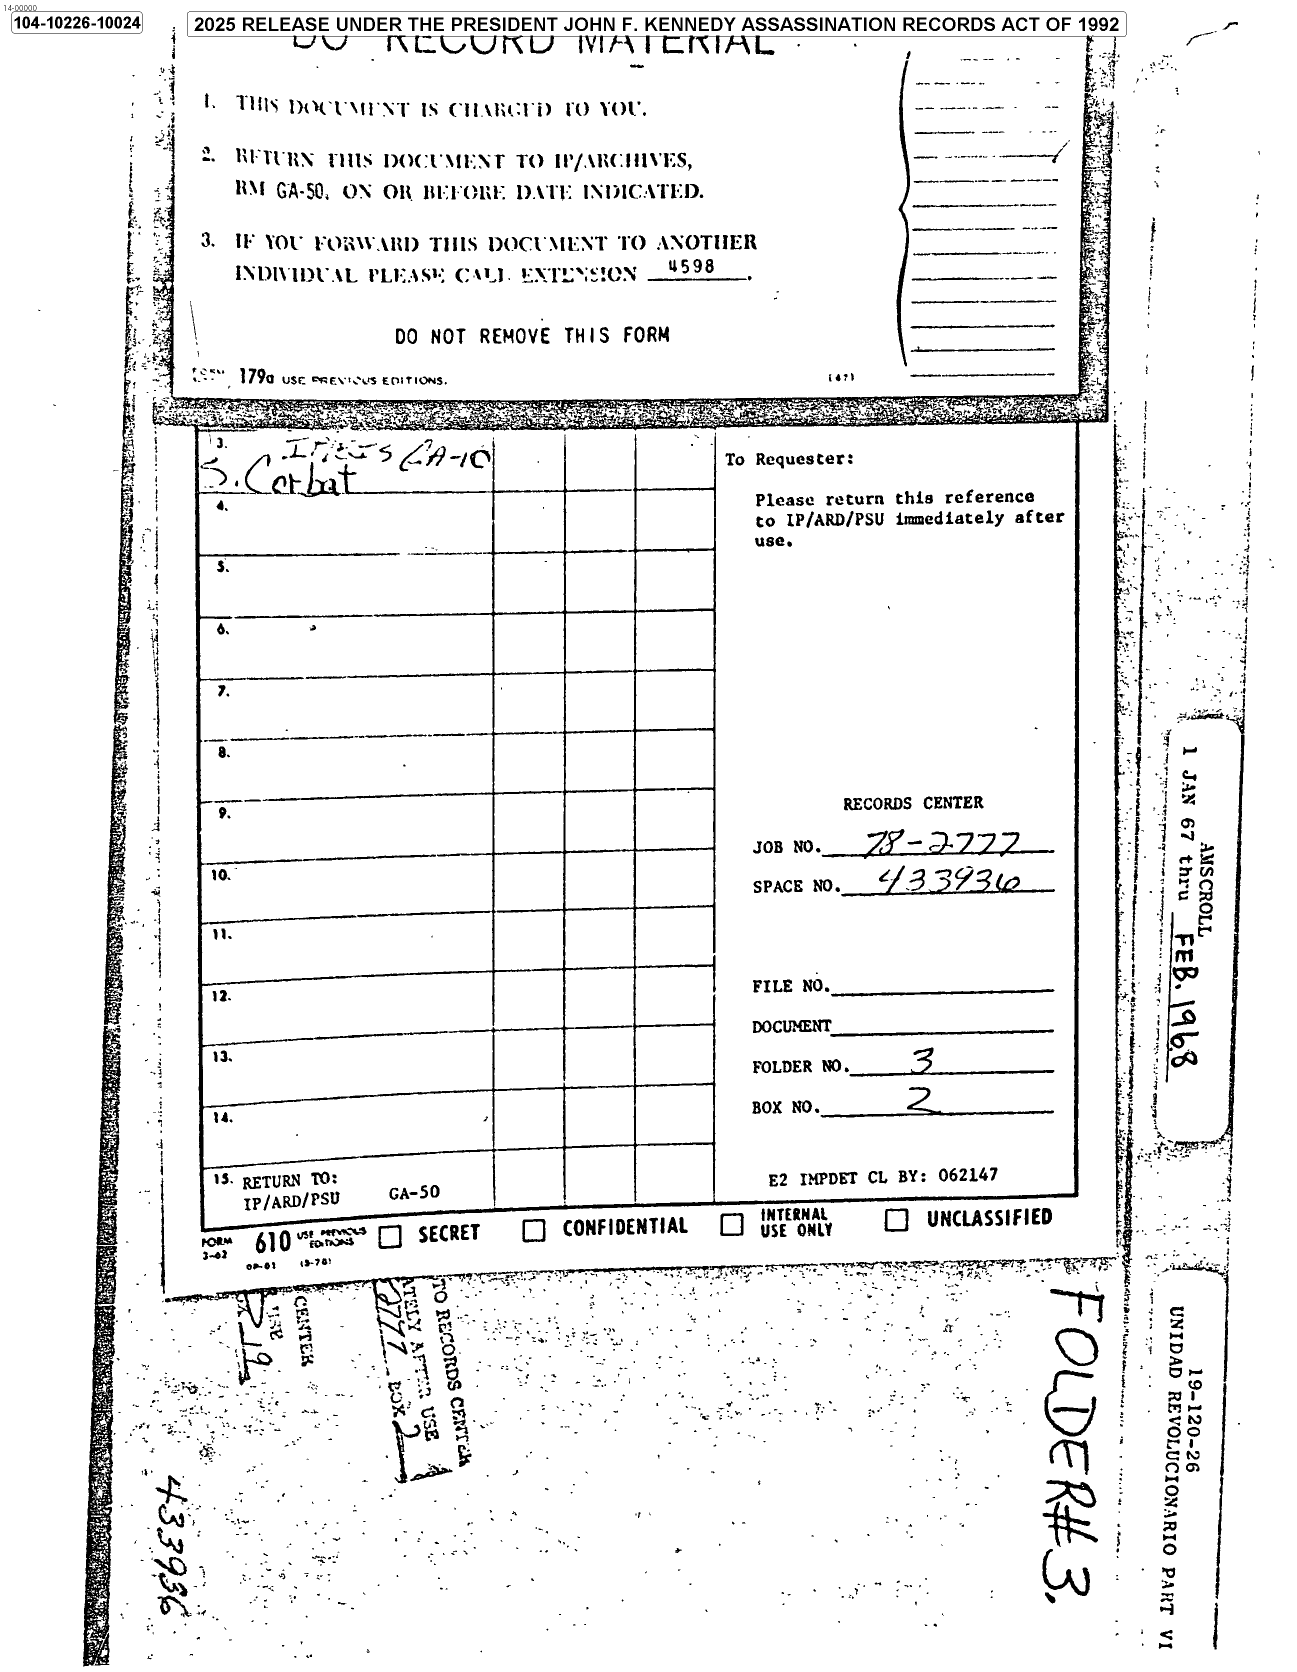 14-00000
104-10226-10024
2025 RELEASE UNDER THE PRESIDENT JOHN F. KENNEDY ASSASSINATION RECORDS ACT OF 1992
RECORD MATERIAL
1. THIS DOCUMENT IS CHARGED TO YOU.
2. RETURN THIS DOCUMENT TO IP/ARCHIVES,
RM GA-50, ON OR BEFORE DATE INDICATED.
3. IF YOU FORWARD THIS DOCUMENT TO ANOTHER
INDIVIDUAL PLEASE CALL EXTENSION 4598.
DO NOT REMOVE THIS FORM
FORM 179a USE PREVIOUS EDITIONS. (47)
3.
GA-10
4.
5.
6.
7.
8.
9.
10.
11.
12.
13.
14.
15. RETURN TO:
IP/ARD/PSU GA-50
To Requester:
Please return this reference
to IP/ARD/PSU immediately after
use.
RECORDS CENTER
JOB NO. 78-2777
SPACE NO. 433936
FILE NO.
DOCUMENT
FOLDER NO. 3
BOX NO. 2
E2 IMPDET CL BY: 062147
FORM 3-62 610 USE PREVIOUS EDITIONS SECRET CONFIDENTIAL INTERNAL USE ONLY UNCLASSIFIED
OP-01 (3-78)
AMSCROLL
1 JAN 67 thru FEB. 1968
19-120-26
UNIDAD REVOLUCIONARIO PART VI
FOLDER# 3.
TO RECORDS CENTER
ATELY AFTER USE
2777 BOX 2
CENTER
USE
R-19
433936